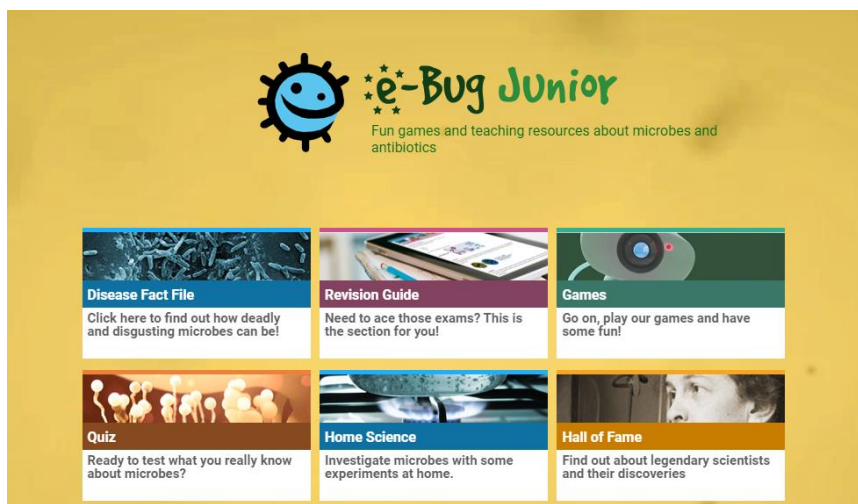 e-Bug Junior
Fun games and teaching resources about microbes and
antibiotics
Disease Fact File
Click here to find out how deadly
and disgusting microbes can be!
Revision Guide
Need to ace those exams? This is
the section for you!
Games
Go on, play our games and have
some fun!
Quiz
Ready to test what you really know
about microbes?
Home Science
Investigate microbes with some
experiments at home.
Hall of Fame
Find out about legendary scientists
and their discoveries